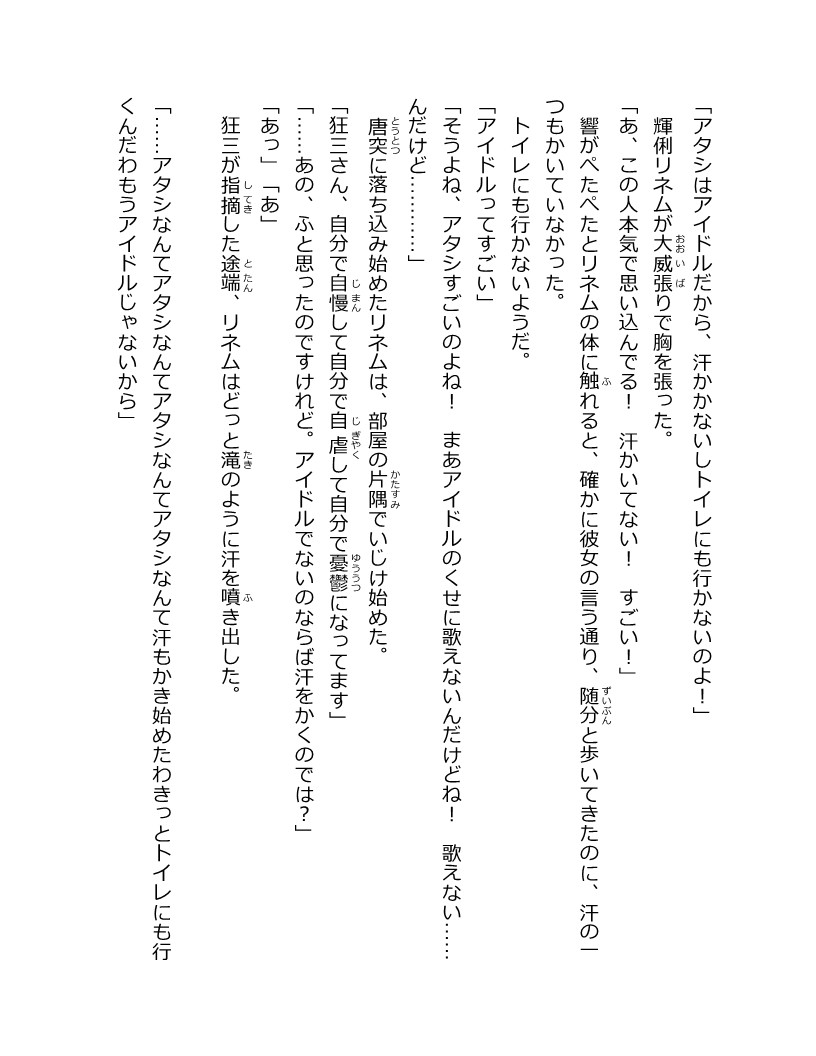 「アタシはアイドルだから、汗かかないしトイレにも行かないのよ！」
輝俐リネムが大威張りで胸を張った。
「あ、この人本気で思い込んでる！　汗かいてない！　すごい！」
響がぺたぺたとリネムの体に触れると、確かに彼女の言う通り、随分と歩いてきたのに、汗の一
つもかいていなかった。
トイレにも行かないようだ。
「アイドルってすごい」
「そうよね、アタシすごいのよね！　まあアイドルのくせに歌えないんだけどね！　歌えない……
んだけど…………」
唐突に落ち込み始めたリネムは、部屋の片隅でいじけ始めた。
「狂三さん、自分で自慢して自分で自虐して自分で憂鬱になってます」
「……あの、ふと思ったのですけれど。アイドルでないのならば汗をかくのでは？」
「あっ」「あ」
狂三が指摘した途端、リネムはどっと滝のように汗を噴き出した。
「……アタシなんてアタシなんてアタシなんてアタシなんて汗もかき始めたわきっとトイレにも行
くんだわもうアイドルじゃないから」